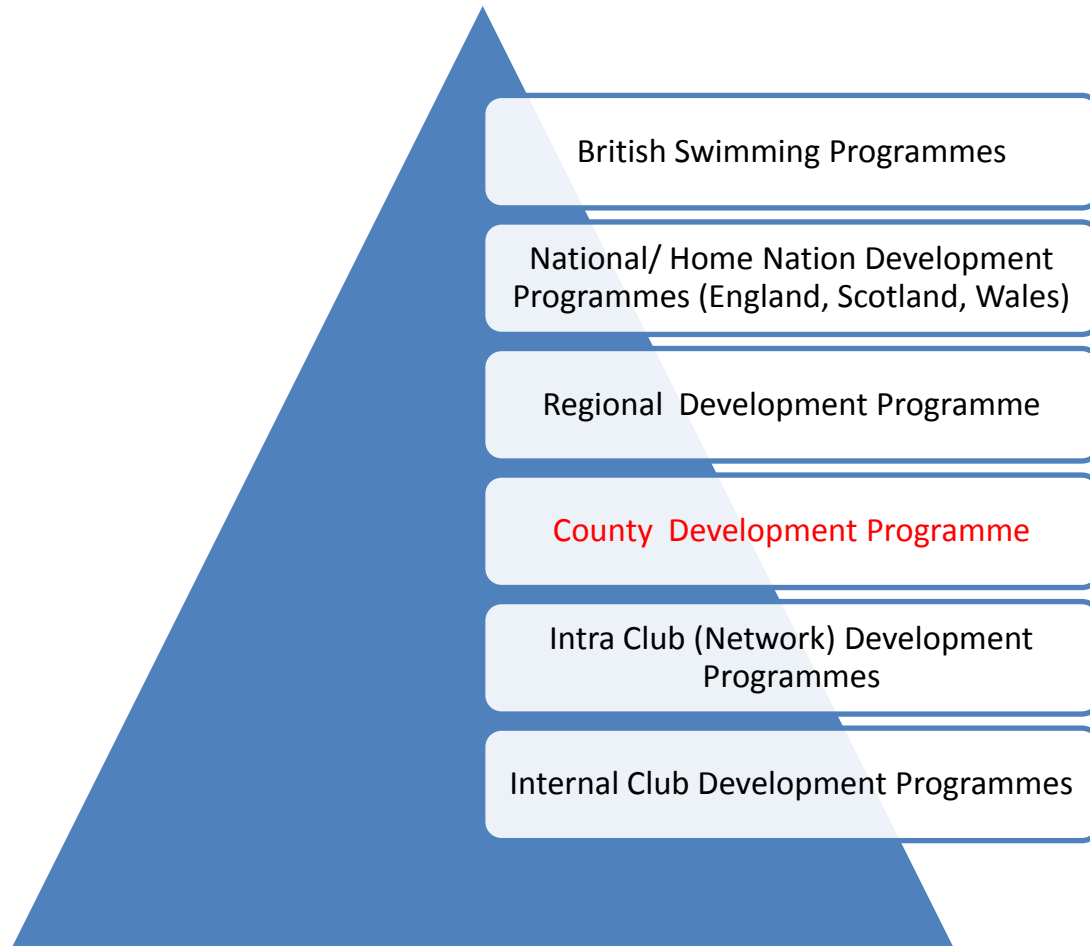 British Swimming Programmes
National/ Home Nation Development
Programmes (England, Scotland, Wales)
Regional  Development Programme
County  Development Programme
Intra Club (Network) Development
Programmes
Internal Club Development Programmes